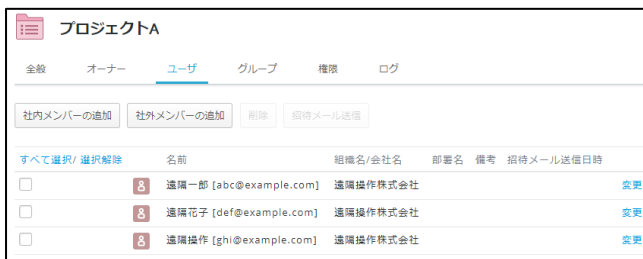 プロジェクトA
全般 オーナー ユーザ グループ 権限 ログ
社内メンバーの追加 社外メンバーの追加 削除 招待メール送信
すべて選択/ 選択解除 名前 組織名/会社名 部署名 備考 招待メール送信日時
遠隔一郎 [abc@example.com] 遠隔操作株式会社 変更
遠隔花子 [def@example.com] 遠隔操作株式会社 変更
遠隔操作 [ghi@example.com] 遠隔操作株式会社 変更